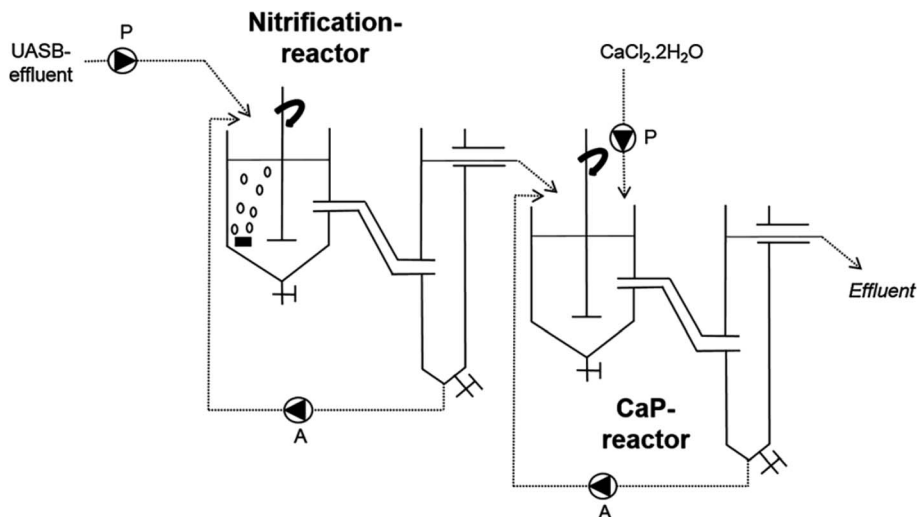 Nitrification-
reactor
P
UASB-
effluent
CaCl₂.2H₂O
P
Effluent
A
CaP-
reactor
A